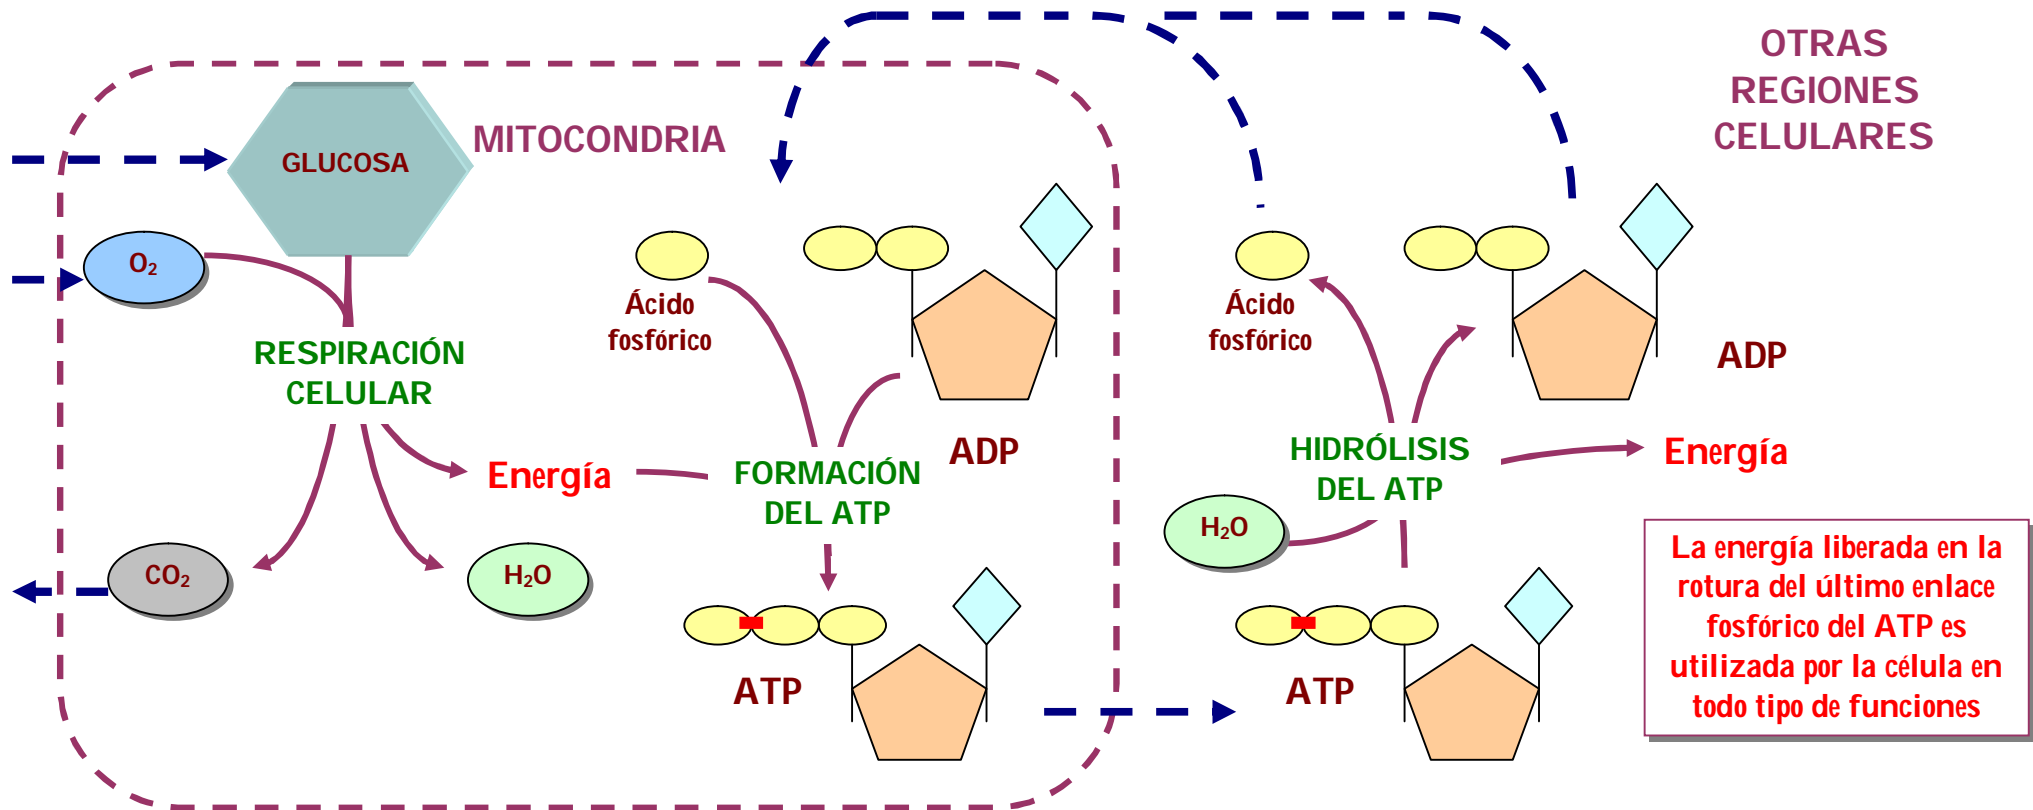 OTRAS
REGIONES
CELULARES
MITOCONDRIA
GLUCOSA
O₂
RESPIRACIÓN
CELULAR
Energía
CO₂
H₂O
Ácido
fosfórico
ADP
FORMACIÓN
DEL ATP
ATP
Ácido
fosfórico
ADP
HIDRÓLISIS
DEL ATP
Energía
H₂O
ATP
La energía liberada en la
rotura del último enlace
fosfórico del ATP es
utilizada por la célula en
todo tipo de funciones